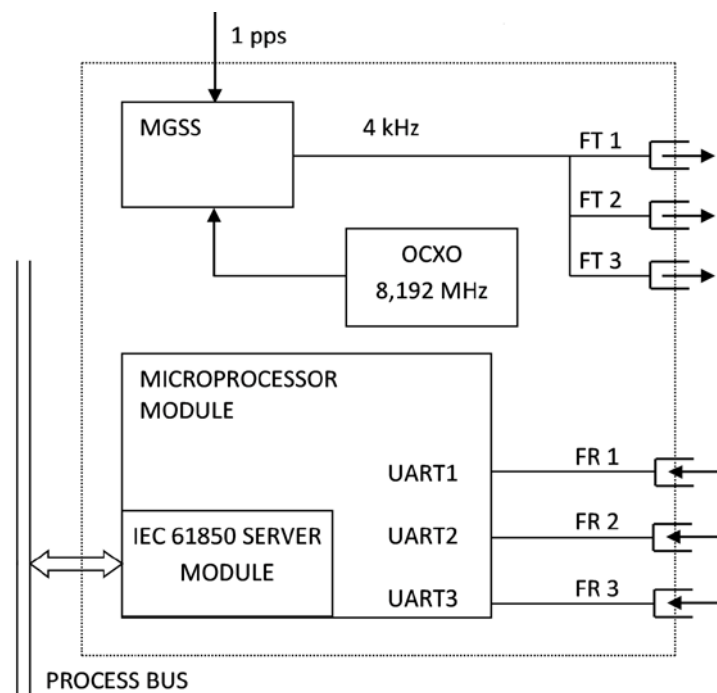 1 pps
MGSS
4 kHz
FT 1
FT 2
FT 3
OCXO
8,192 MHz
MICROPROCESSOR
MODULE
UART1
FR 1
IEC 61850 SERVER
MODULE
UART2
FR 2
UART3
FR 3
PROCESS BUS